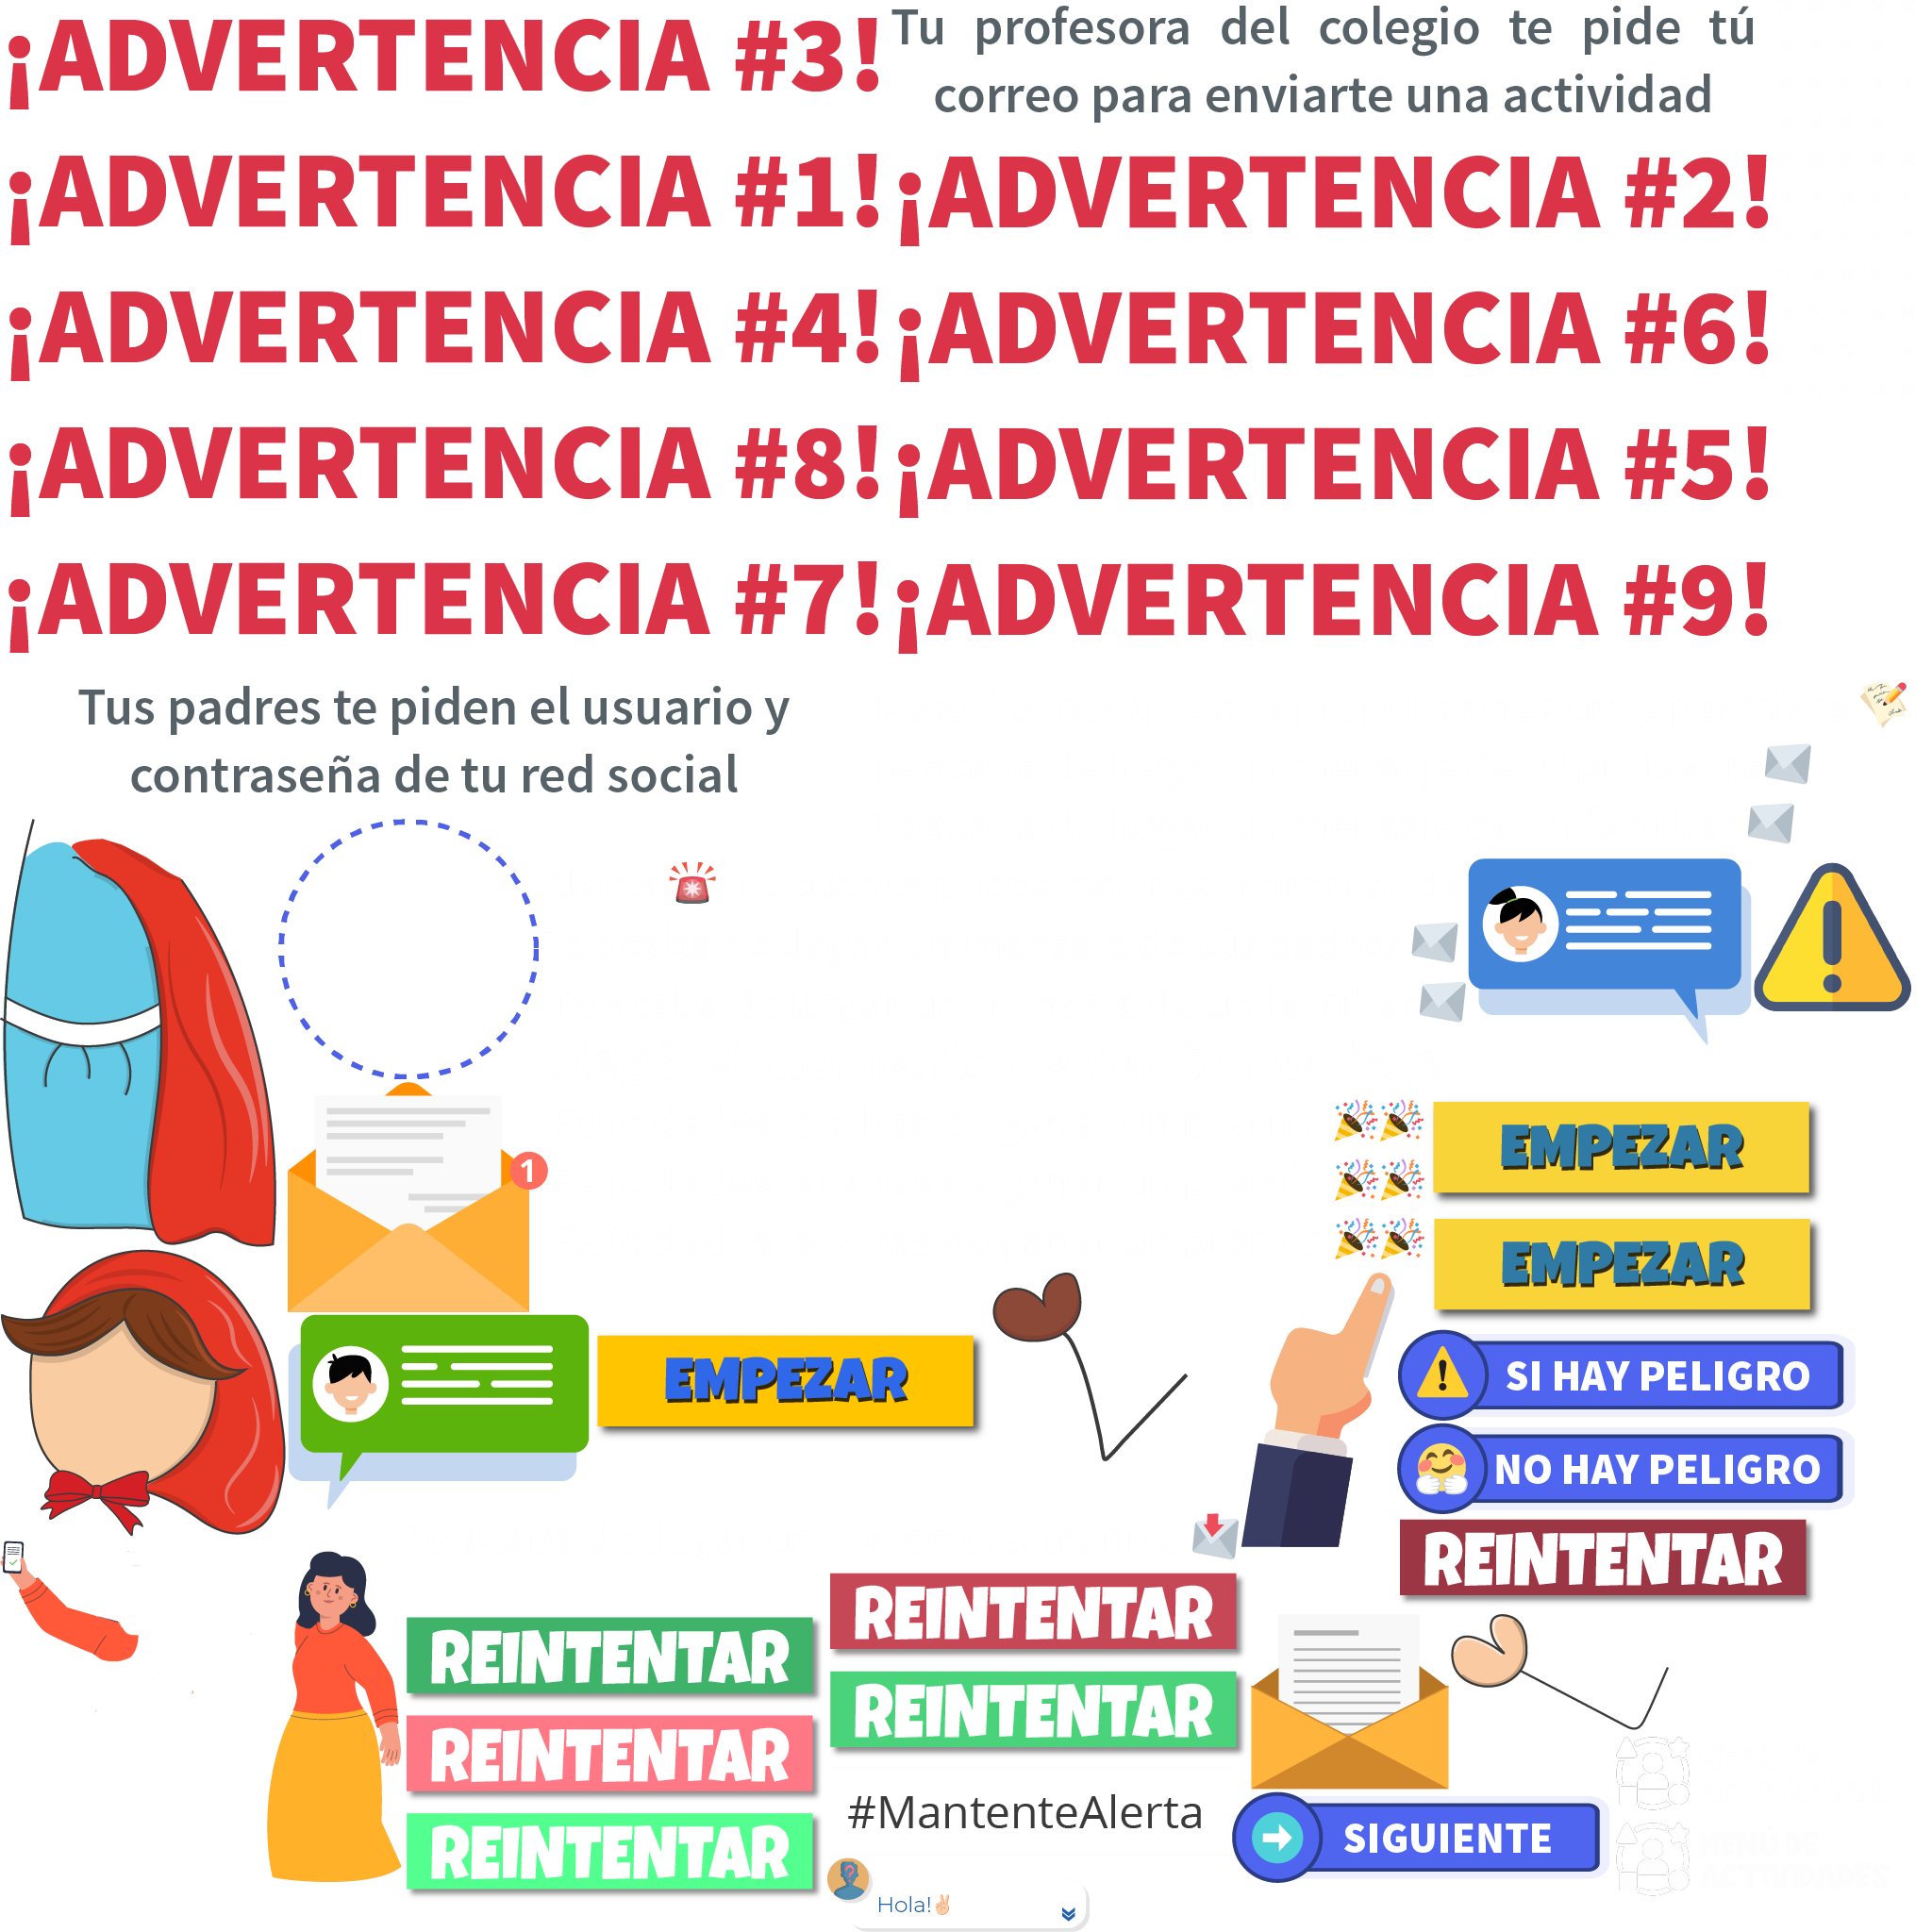 ¡ADVERTENCIA #3!
Tu profesora del colegio te pide tú
correo para enviarte una actividad
¡ADVERTENCIA #1!
¡ADVERTENCIA #2!
¡ADVERTENCIA #4!
¡ADVERTENCIA #6!
¡ADVERTENCIA #8!
¡ADVERTENCIA #5!
¡ADVERTENCIA #7!
¡ADVERTENCIA #9!
Tus padres te piden el usuario y
contraseña de tu red social
EMPEZAR
1
EMPEZAR
EMPEZAR
SI HAY PELIGRO
NO HAY PELIGRO
REINTENTAR
REINTENTAR
REINTENTAR
REINTENTAR
REINTENTAR
REINTENTAR
#MantenteAlerta
SIGUIENTE
Hola!✌🏻